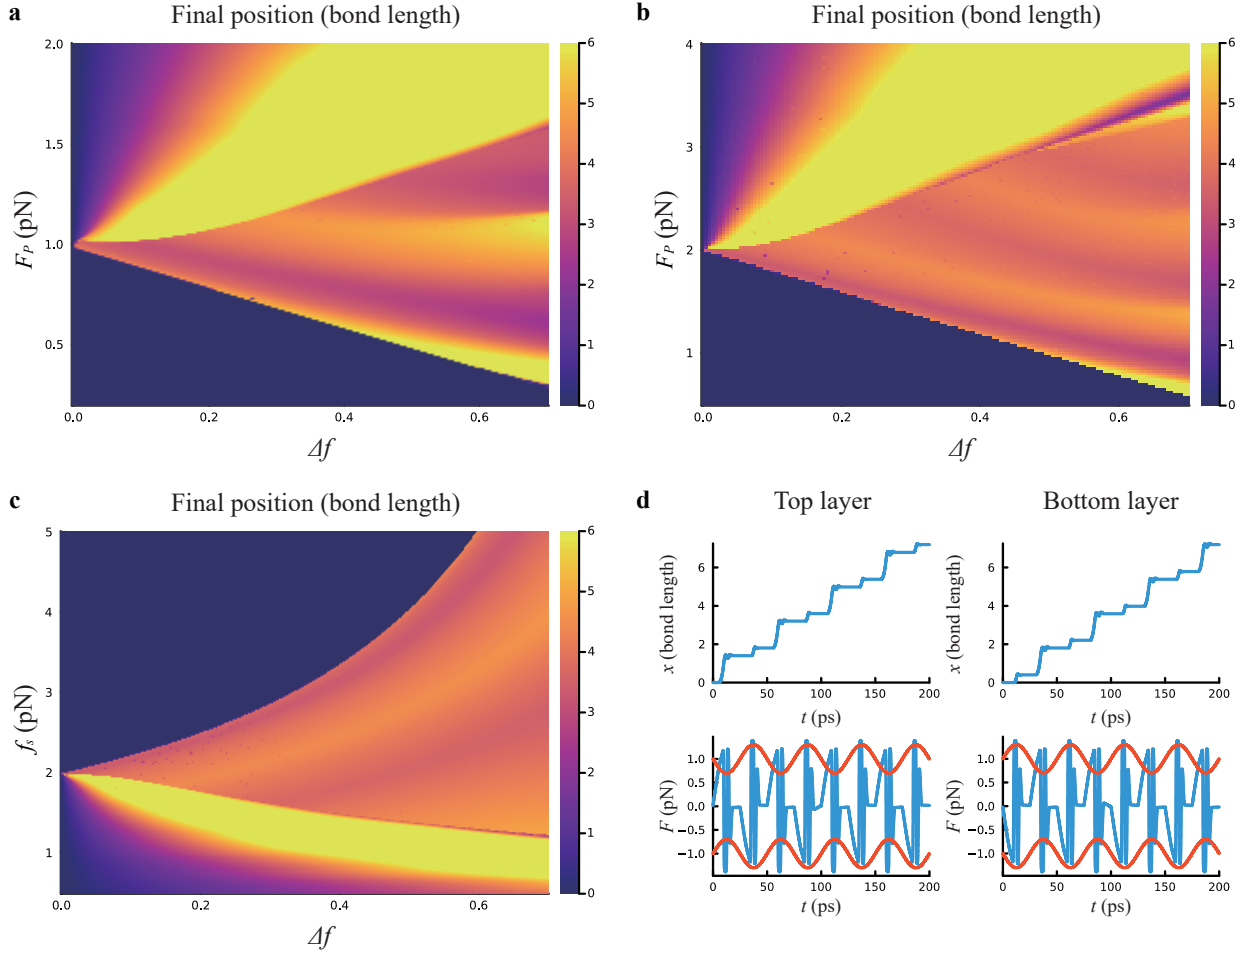 a
Final position (bond length)
2.0
1.5
1.0
0.5
F_P (pN)
0.0
0.2
0.4
0.6
Δf
6
5
4
3
2
1
0
b
Final position (bond length)
4
3
2
1
F_P (pN)
0.0
0.2
0.4
0.6
Δf
6
5
4
3
2
1
0
c
Final position (bond length)
5
4
3
2
1
f_s (pN)
0.0
0.2
0.4
0.6
Δf
6
5
4
3
2
1
0
d
Top layer
x (bond length)
6
4
2
0
0 50 100 150 200
t (ps)
Bottom layer
x (bond length)
6
4
2
0
0 50 100 150 200
t (ps)
F (pN)
1.0
0.5
0.0
−0.5
−1.0
0 50 100 150 200
t (ps)
F (pN)
1.0
0.5
0.0
−0.5
−1.0
0 50 100 150 200
t (ps)